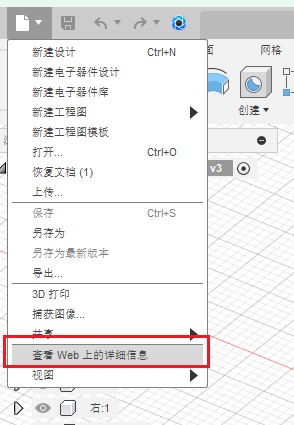 面
网格
新建设计 Ctrl+N
新建电子器件设计
新建电子器件库
新建工程图
创建
新建工程图模板
打开... Ctrl+O
恢复文档 (1)
v3
上传...
保存 Ctrl+S
另存为
另存为最新版本
导出...
3D 打印
捕获图像...
共享
查看 Web 上的详细信息
视图
右:1